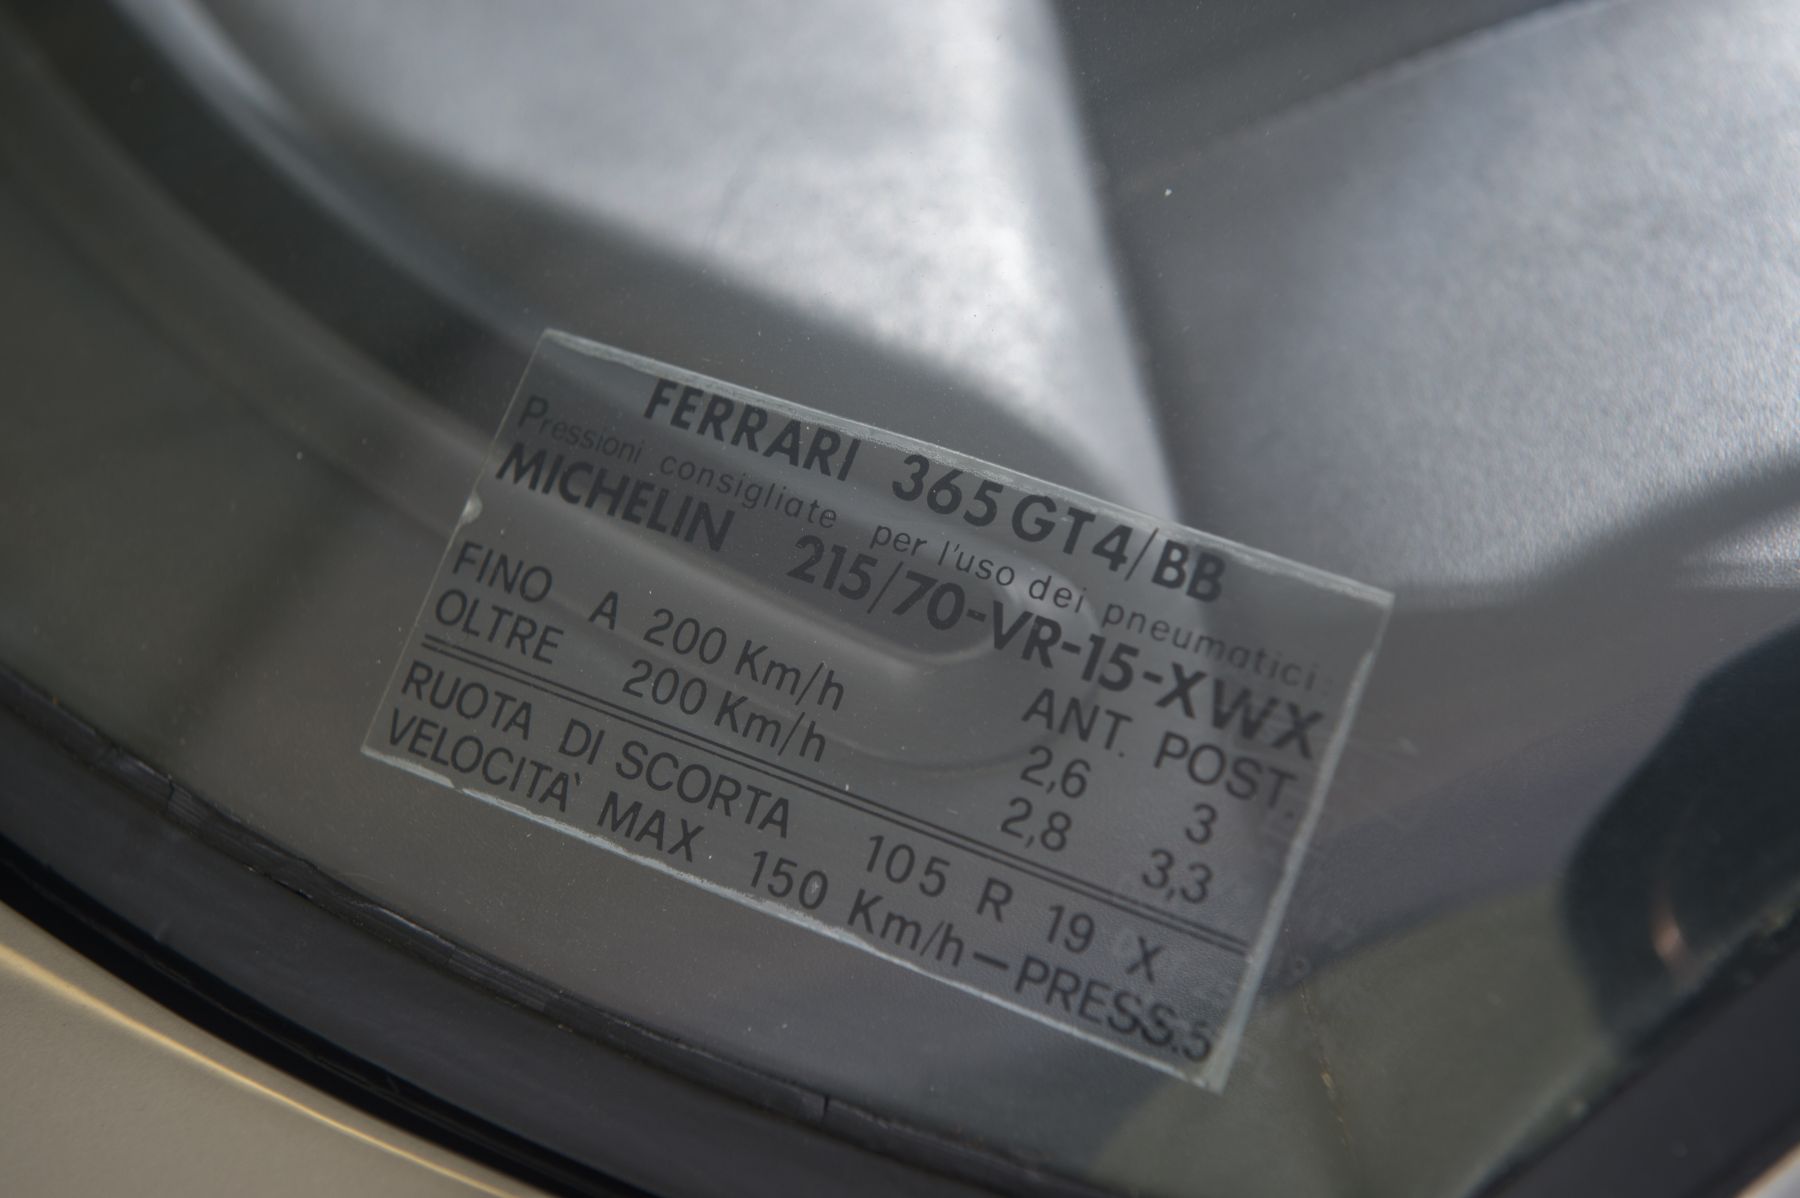 FERRARI 365 GT4/BB
Pressioni consigliate per l'uso dei pneumatici:
MICHELIN 215/70-VR-15-XWX
ANT. POST.
FINO A 200 Km/h 2,6 3
OLTRE 200 Km/h 2,8 3,3
RUOTA DI SCORTA 105 R 19 X
VELOCITA' MAX 150 Km/h—PRESS.5